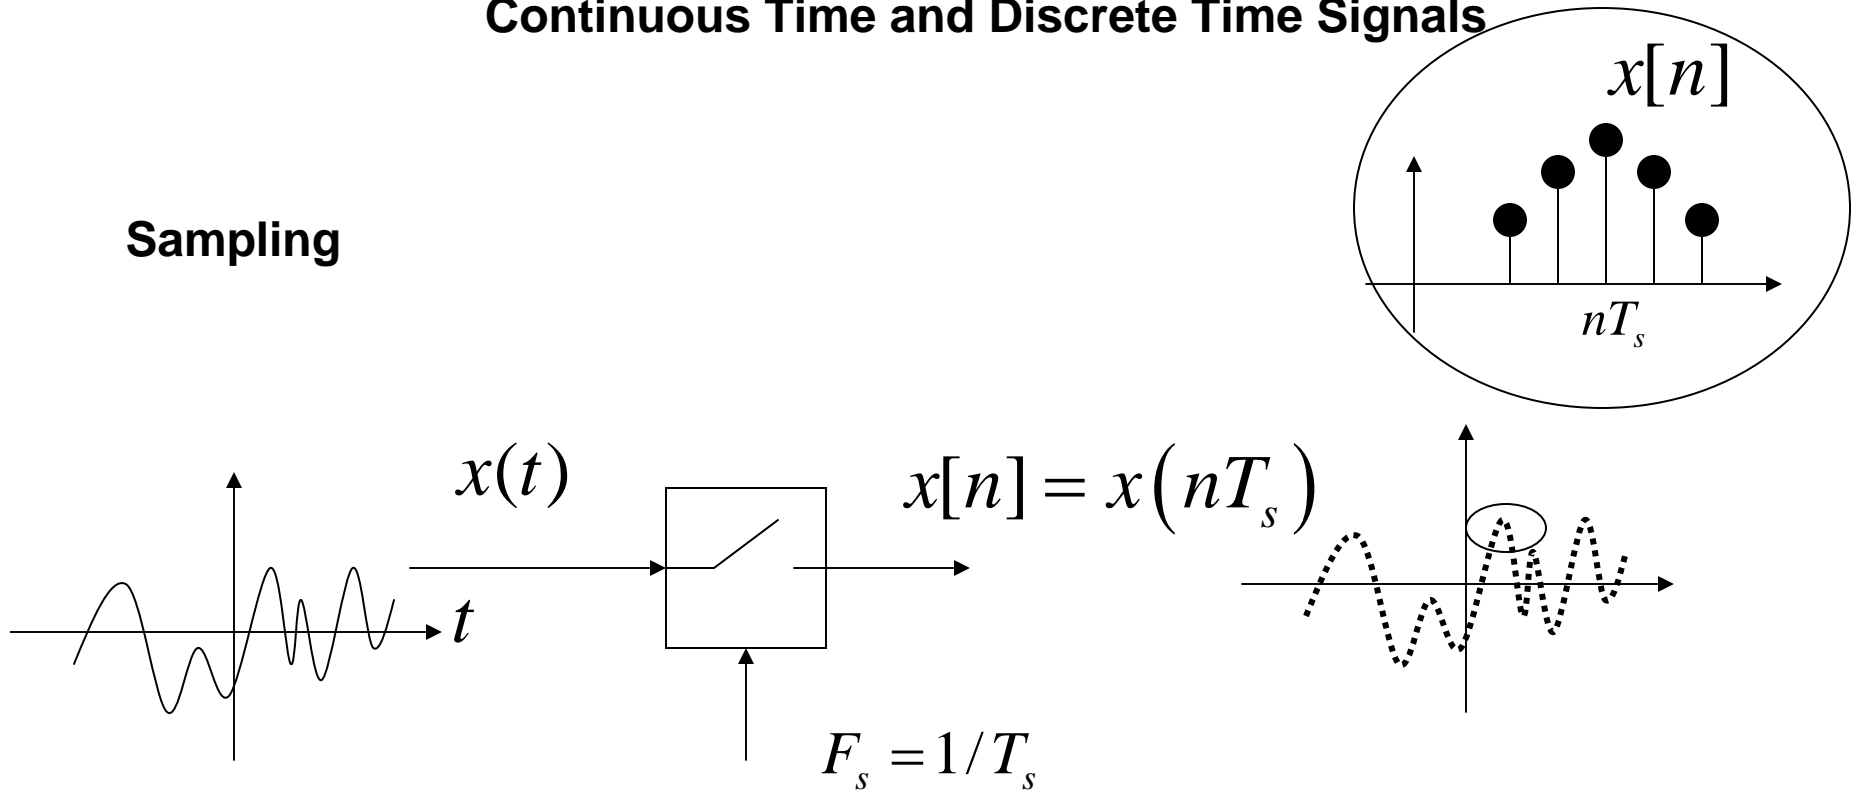 Continuous Time and Discrete Time Signals
x[n]
Sampling
nT_s
x(t)
x[n] = x(nT_s)
t
F_s = 1/T_s